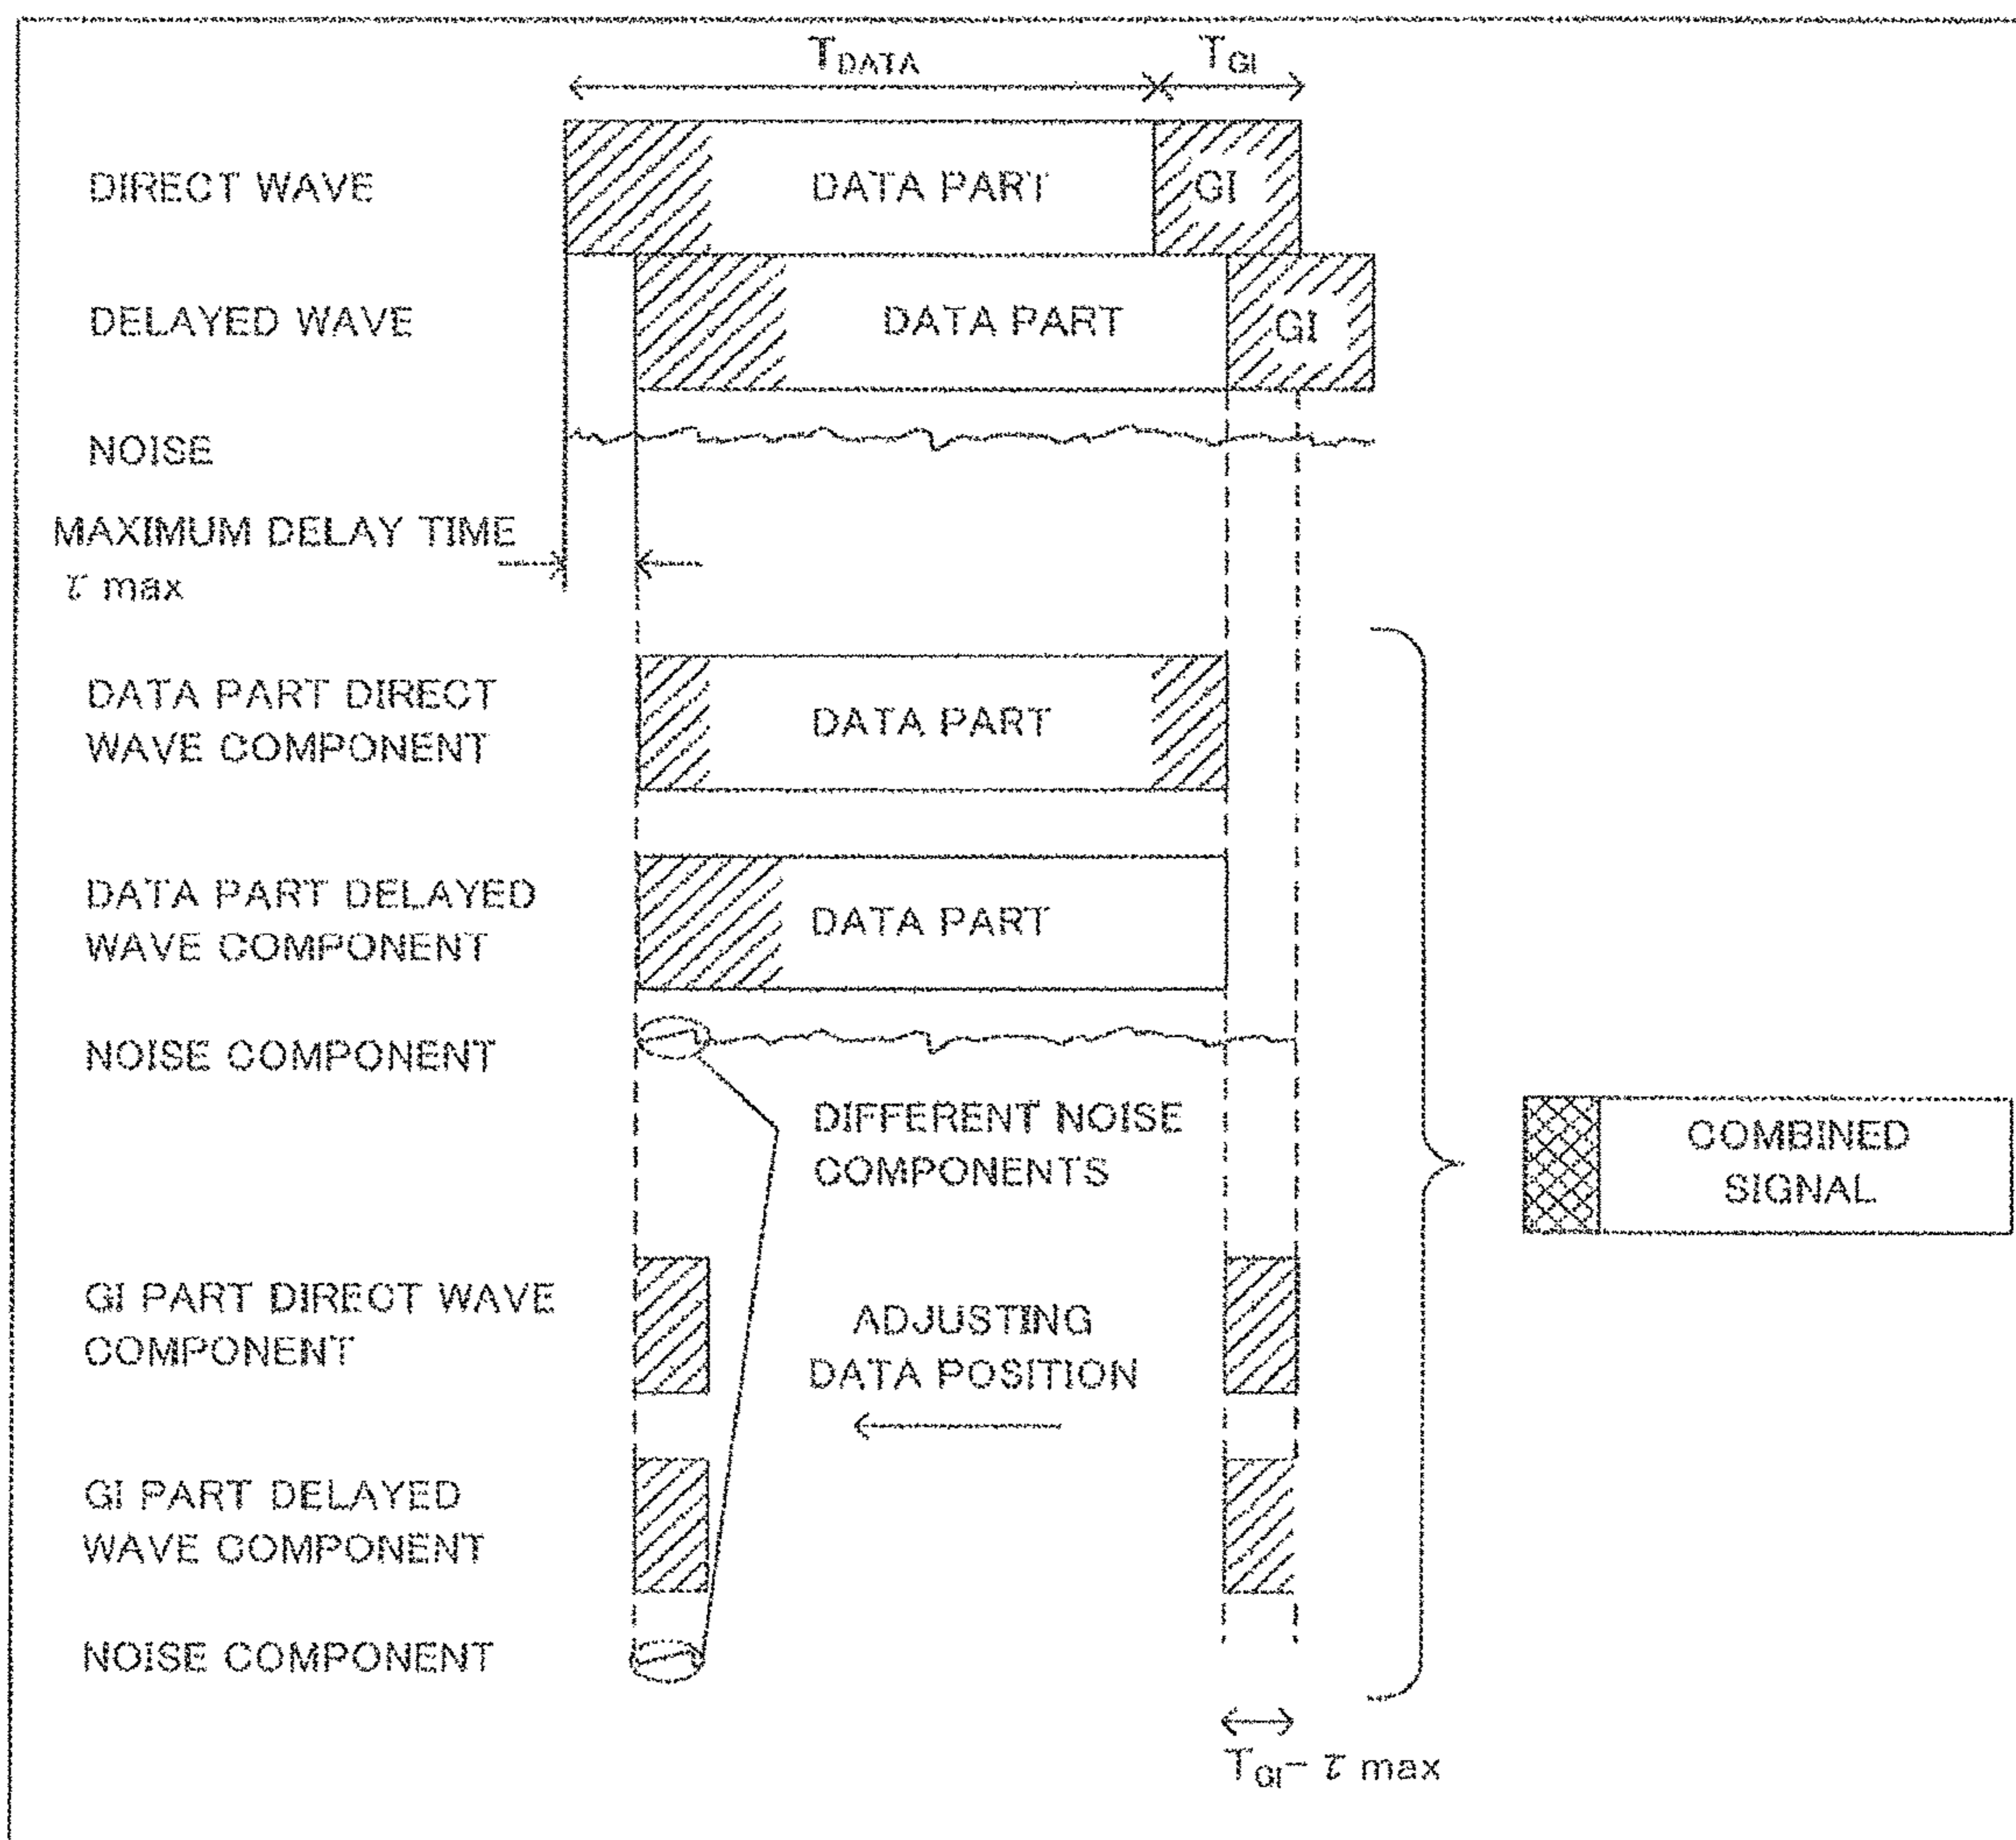 TDATA TGI
DIRECT WAVE DATA PART GI
DELAYED WAVE DATA PART GI
NOISE
MAXIMUM DELAY TIME
τ max
DATA PART DIRECT
WAVE COMPONENT
DATA PART
DATA PART DELAYED
WAVE COMPONENT
DATA PART
NOISE COMPONENT
DIFFERENT NOISE
COMPONENTS
COMBINED
SIGNAL
GI PART DIRECT WAVE
COMPONENT
ADJUSTING
DATA POSITION
GI PART DELAYED
WAVE COMPONENT
NOISE COMPONENT
TGI- τ max